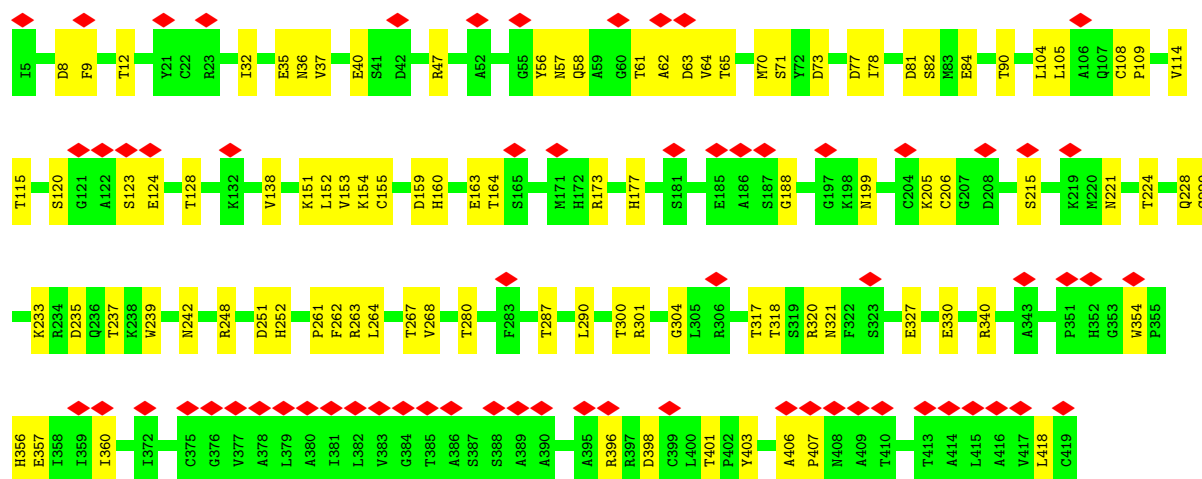 I5 D8 F9 T12 Y21 C22 R23 I32 E35 N36 V37 E40 S41 D42 R47 A52 G55 Y56 N57 Q58 A59 G60 T61 A62 D63 V64 T65 M70 S71 Y72 D73 D77 I78 D81 S82 M83 E84 T90 L104 L105 A106 Q107 C108 P109 V114
T115 S120 G121 A122 S123 E124 T128 K132 V138 K151 L152 V153 K154 C155 D159 H160 E163 T164 S165 M171 H172 R173 H177 S181 E185 A186 S187 G188 G197 K198 N199 C204 K205 C206 G207 D208 S215 K219 M220 N221 T224 Q228
K233 R234 D235 Q236 T237 K238 W239 N242 R248 D251 H252 P261 F262 R263 L264 T267 V268 T280 F283 T287 L290 T300 R301 G304 L305 R306 T317 T318 S319 R320 N321 F322 S323 E327 E330 R340 A343 P351 H352 G353 W354 P355
H356 E357 I358 I359 I360 I372 C375 G376 V377 A378 L379 A380 I381 L382 V383 G384 T385 A386 S387 S388 A389 A390 A395 R396 R397 D398 C399 L400 T401 P402 Y403 A406 P407 N408 A409 T410 T413 A414 L415 A416 V417 L418 C419